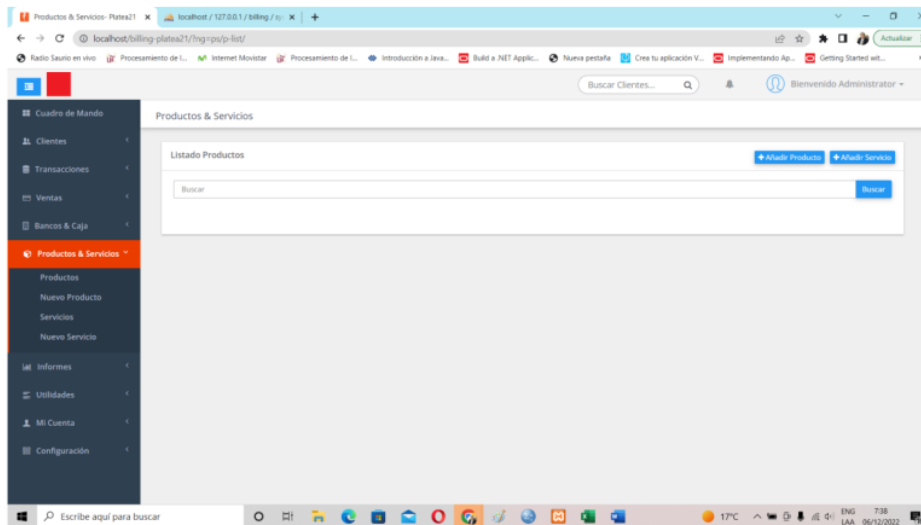 Productos & Servicios- Platea21
localhost / 127.0.0.1 / billing / sy
localhost/billing-platea21/?ng=ps/p-list/
Actualizar
Radio Saurio en vivo Procesamiento de l... Internet Movistar Procesamiento de l... Introducción a Java... Build a .NET Applic... Nueva pestaña Crea tu aplicación V... Implementando Ap... Getting Started wit...
Buscar Clientes...
Bienvenido Administrator
Cuadro de Mando
Productos & Servicios
Clientes
Listado Productos
+ Añadir Producto
+ Añadir Servicio
Transacciones
Buscar
Buscar
Ventas
Bancos & Caja
Productos & Servicios
Productos
Nuevo Producto
Servicios
Nuevo Servicio
Informes
Utilidades
Mi Cuenta
Configuración
Escribe aquí para buscar
17°C
ENG 7:38
LAA 06/12/2022